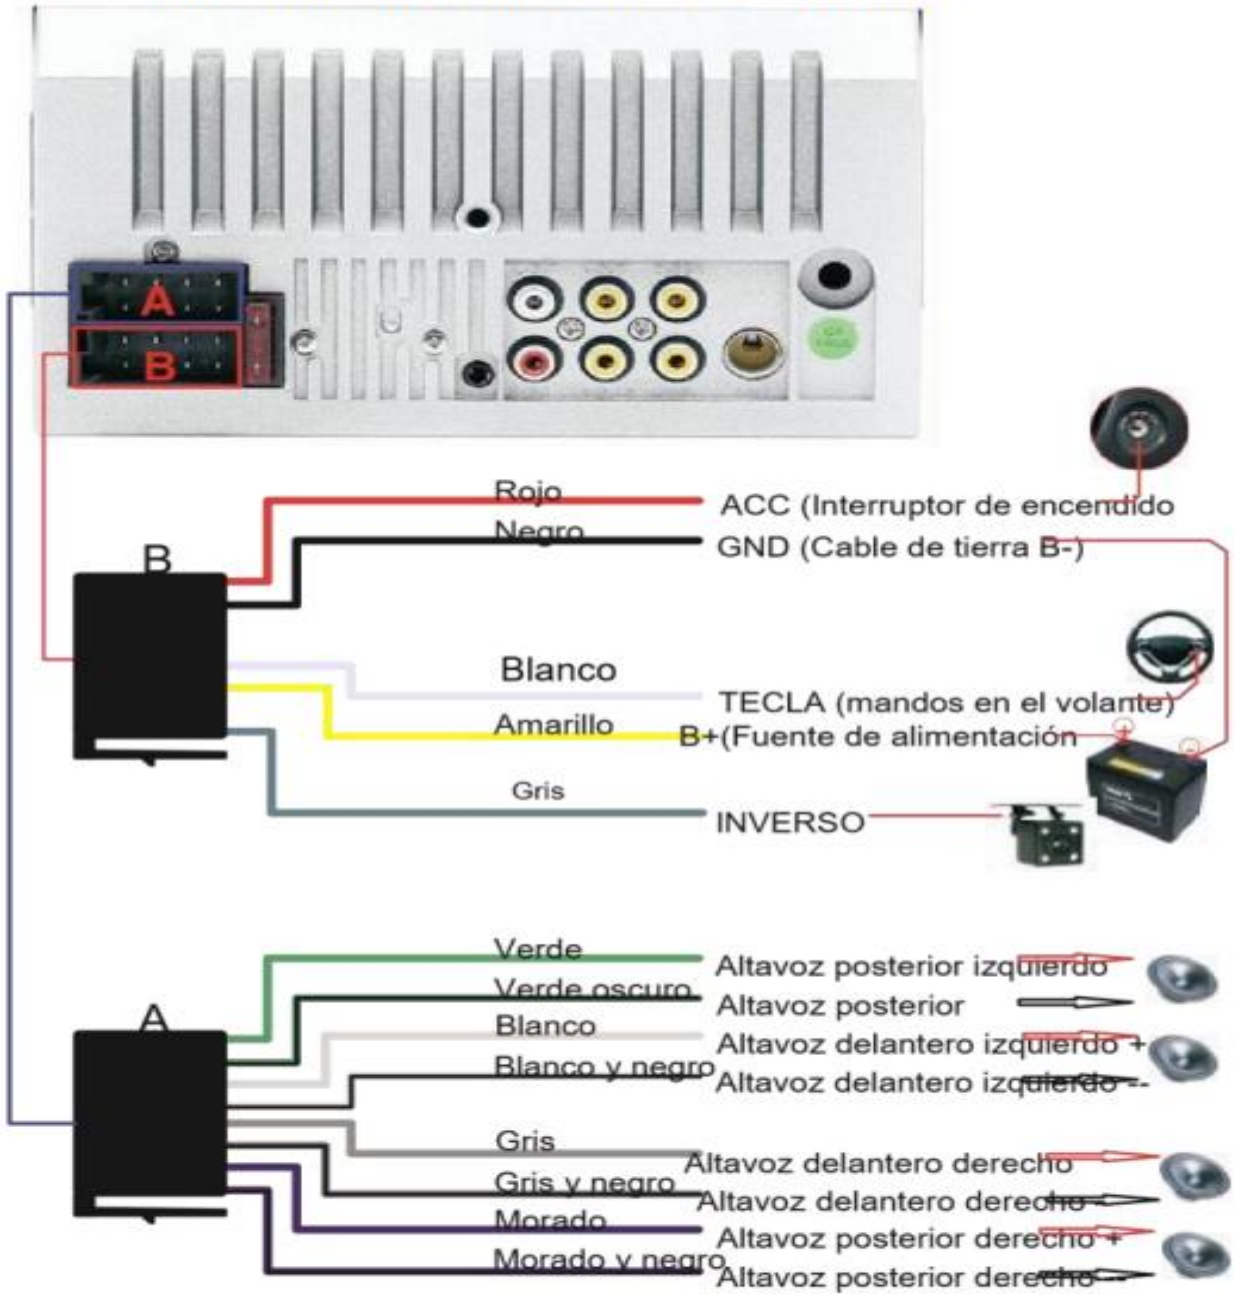 A
B
Rojo
ACC (Interruptor de encendido
Negro
GND (Cable de tierra B-)
B
Blanco
TECLA (mandos en el volante)
Amarillo
B+(Fuente de alimentación
+
-
Gris
INVERSO
Verde
Altavoz posterior izquierdo
Verde oscuro
Altavoz posterior
A
Blanco
Altavoz delantero izquierdo +
Blanco y negro
Altavoz delantero izquierdo --
Gris
Altavoz delantero derecho
Gris y negro
Altavoz delantero derecho-
Morado
Altavoz posterior derecho +
Morado y negro
Altavoz posterior derecho --